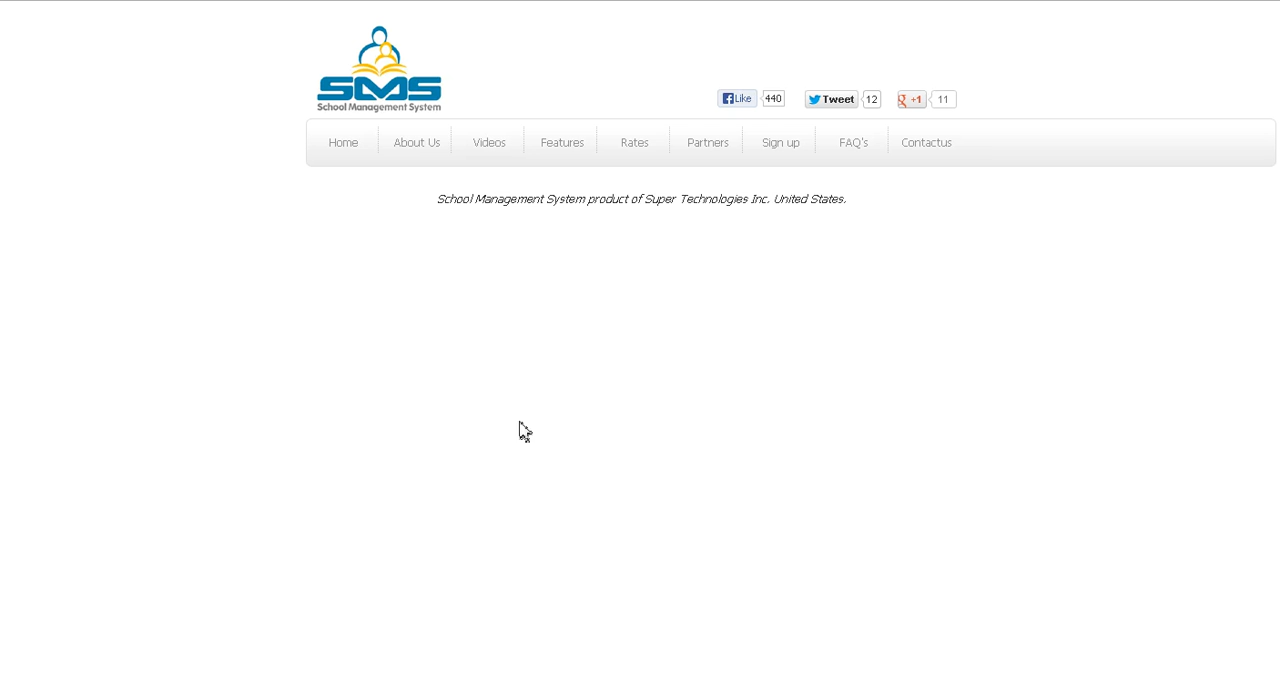 SMS
School Management System
Like 440 Tweet 12 +1 11
Home About Us Videos Features Rates Partners Sign up FAQ's Contactus
School Management System product of Super Technologies Inc. United States.